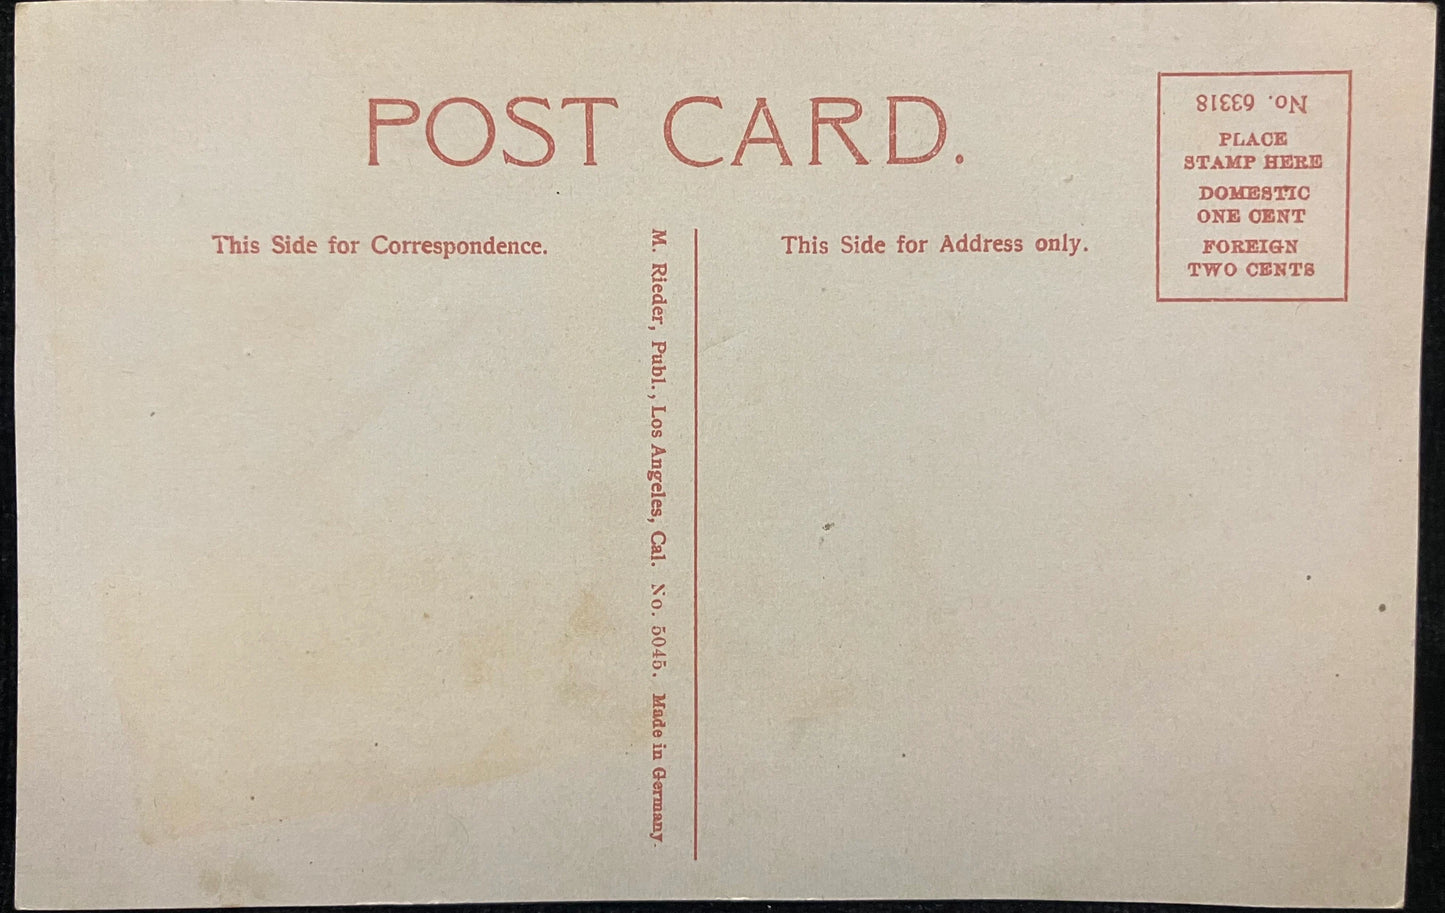 POST CARD.
No. 63318
PLACE
STAMP HERE
DOMESTIC
ONE CENT
FOREIGN
TWO CENTS
This Side for Correspondence.
M. Rieder, Publ., Los Angeles, Cal. No. 5045. Made in Germany.
This Side for Address only.